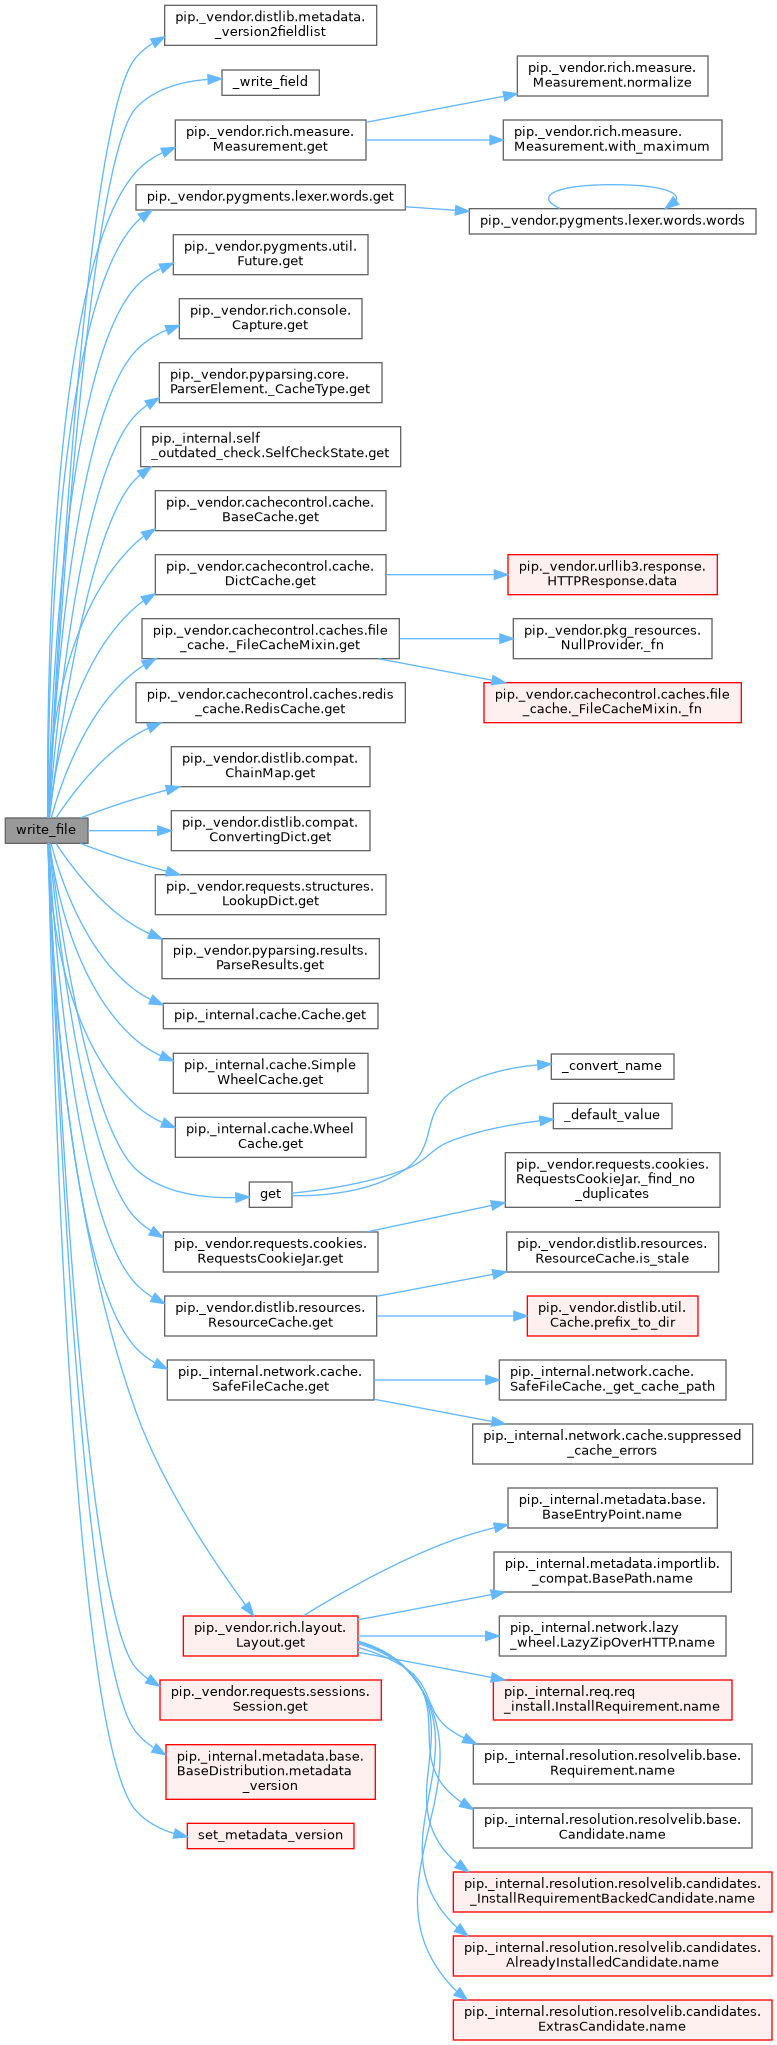 pip._vendor.distlib.metadata.
_version2fieldlist
_write_field
pip._vendor.rich.measure.
Measurement.normalize
pip._vendor.rich.measure.
Measurement.get
pip._vendor.rich.measure.
Measurement.with_maximum
pip._vendor.pygments.lexer.words.get
pip._vendor.pygments.lexer.words.words
pip._vendor.pygments.util.
Future.get
pip._vendor.rich.console.
Capture.get
pip._vendor.pyparsing.core.
ParserElement._CacheType.get
pip._internal.self
_outdated_check.SelfCheckState.get
pip._vendor.cachecontrol.cache.
BaseCache.get
pip._vendor.cachecontrol.cache.
DictCache.get
pip._vendor.urllib3.response.
HTTPResponse.data
pip._vendor.cachecontrol.caches.file
_cache._FileCacheMixin.get
pip._vendor.pkg_resources.
NullProvider._fn
pip._vendor.cachecontrol.caches.file
_cache._FileCacheMixin._fn
pip._vendor.cachecontrol.caches.redis
_cache.RedisCache.get
pip._vendor.distlib.compat.
ChainMap.get
write_file
pip._vendor.distlib.compat.
ConvertingDict.get
pip._vendor.requests.structures.
LookupDict.get
pip._vendor.pyparsing.results.
ParseResults.get
pip._internal.cache.Cache.get
pip._internal.cache.Simple
WheelCache.get
_convert_name
pip._internal.cache.Wheel
Cache.get
_default_value
get
pip._vendor.requests.cookies.
RequestsCookieJar._find_no
_duplicates
pip._vendor.requests.cookies.
RequestsCookieJar.get
pip._vendor.distlib.resources.
ResourceCache.is_stale
pip._vendor.distlib.resources.
ResourceCache.get
pip._vendor.distlib.util.
Cache.prefix_to_dir
pip._internal.network.cache.
SafeFileCache.get
pip._internal.network.cache.
SafeFileCache._get_cache_path
pip._internal.network.cache.suppressed
_cache_errors
pip._internal.metadata.base.
BaseEntryPoint.name
pip._internal.metadata.importlib.
_compat.BasePath.name
pip._vendor.rich.layout.
Layout.get
pip._internal.network.lazy
_wheel.LazyZipOverHTTP.name
pip._vendor.requests.sessions.
Session.get
pip._internal.req.req
_install.InstallRequirement.name
pip._internal.metadata.base.
BaseDistribution.metadata
_version
pip._internal.resolution.resolvelib.base.
Requirement.name
set_metadata_version
pip._internal.resolution.resolvelib.base.
Candidate.name
pip._internal.resolution.resolvelib.candidates.
_InstallRequirementBackedCandidate.name
pip._internal.resolution.resolvelib.candidates.
AlreadyInstalledCandidate.name
pip._internal.resolution.resolvelib.candidates.
ExtrasCandidate.name